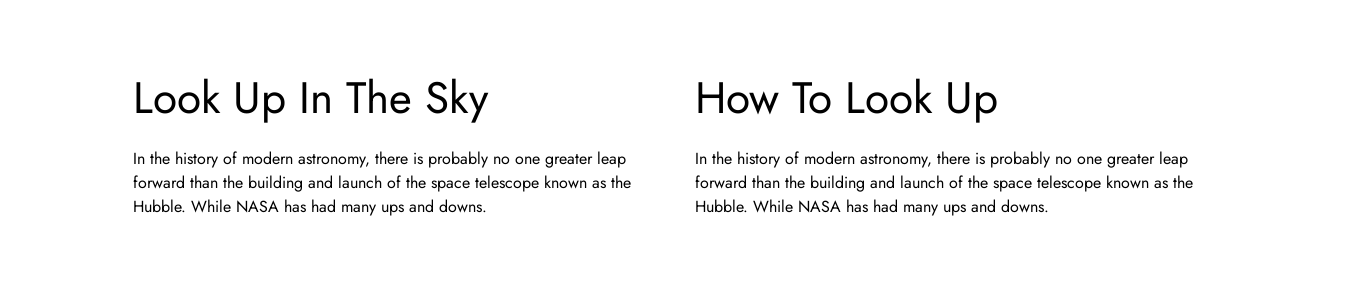 Look Up In The Sky
In the history of modern astronomy, there is probably no one greater leap
forward than the building and launch of the space telescope known as the
Hubble. While NASA has had many ups and downs.
How To Look Up
In the history of modern astronomy, there is probably no one greater leap
forward than the building and launch of the space telescope known as the
Hubble. While NASA has had many ups and downs.